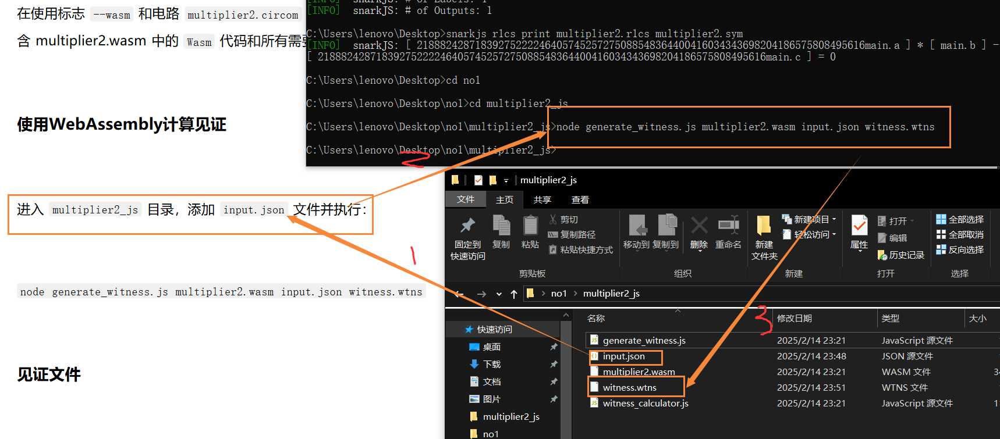 在使用标志 --wasm 和电路 multiplier2.circom
含 multiplier2.wasm 中的 Wasm 代码和所有需
使用WebAssembly计算见证
进入 multiplier2_js 目录，添加 input.json 文件并执行：
1
node generate_witness.js multiplier2.wasm input.json witness.wtns
见证文件
[INFO]  snarkJS: # of Labels: 4
[INFO]  snarkJS: # of Outputs: 1
C:\Users\lenovo\Desktop>snarkjs r1cs print multiplier2.r1cs multiplier2.sym
[INFO]  snarkJS: [ 21888242871839275222246405745257275088548364400416034343698204186575808495616main.a ] * [ main.b ] -
[ 21888242871839275222246405745257275088548364400416034343698204186575808495616main.c ] = 0
C:\Users\lenovo\Desktop>cd no1
C:\Users\lenovo\Desktop\no1>cd multiplier2_js
C:\Users\lenovo\Desktop\no1\multiplier2_js>node generate_witness.js multiplier2.wasm input.json witness.wtns
C:\Users\lenovo\Desktop\no1\multiplier2_js>
2
multiplier2_js
文件 主页 共享 查看
固定到快速访问
复制
粘贴
剪切
复制路径
粘贴快捷方式
剪贴板
移动到 复制到 删除 重命名
组织
新建文件夹
新建项目
轻松访问
新建
属性
打开
编辑
历史记录
打开
全部选择
全部取消
反向选择
选择
no1 > multiplier2_js
快速访问
桌面
下载
文档
图片
multiplier2_js
no1
3
名称 修改日期 类型 大小
generate_witness.js 2025/2/14 23:21 JavaScript 源文件
input.json 2025/2/14 23:48 JSON 源文件
multiplier2.wasm 2025/2/14 23:21 WASM 文件
witness.wtns 2025/2/14 23:51 WTNS 文件
witness_calculator.js 2025/2/14 23:21 JavaScript 源文件